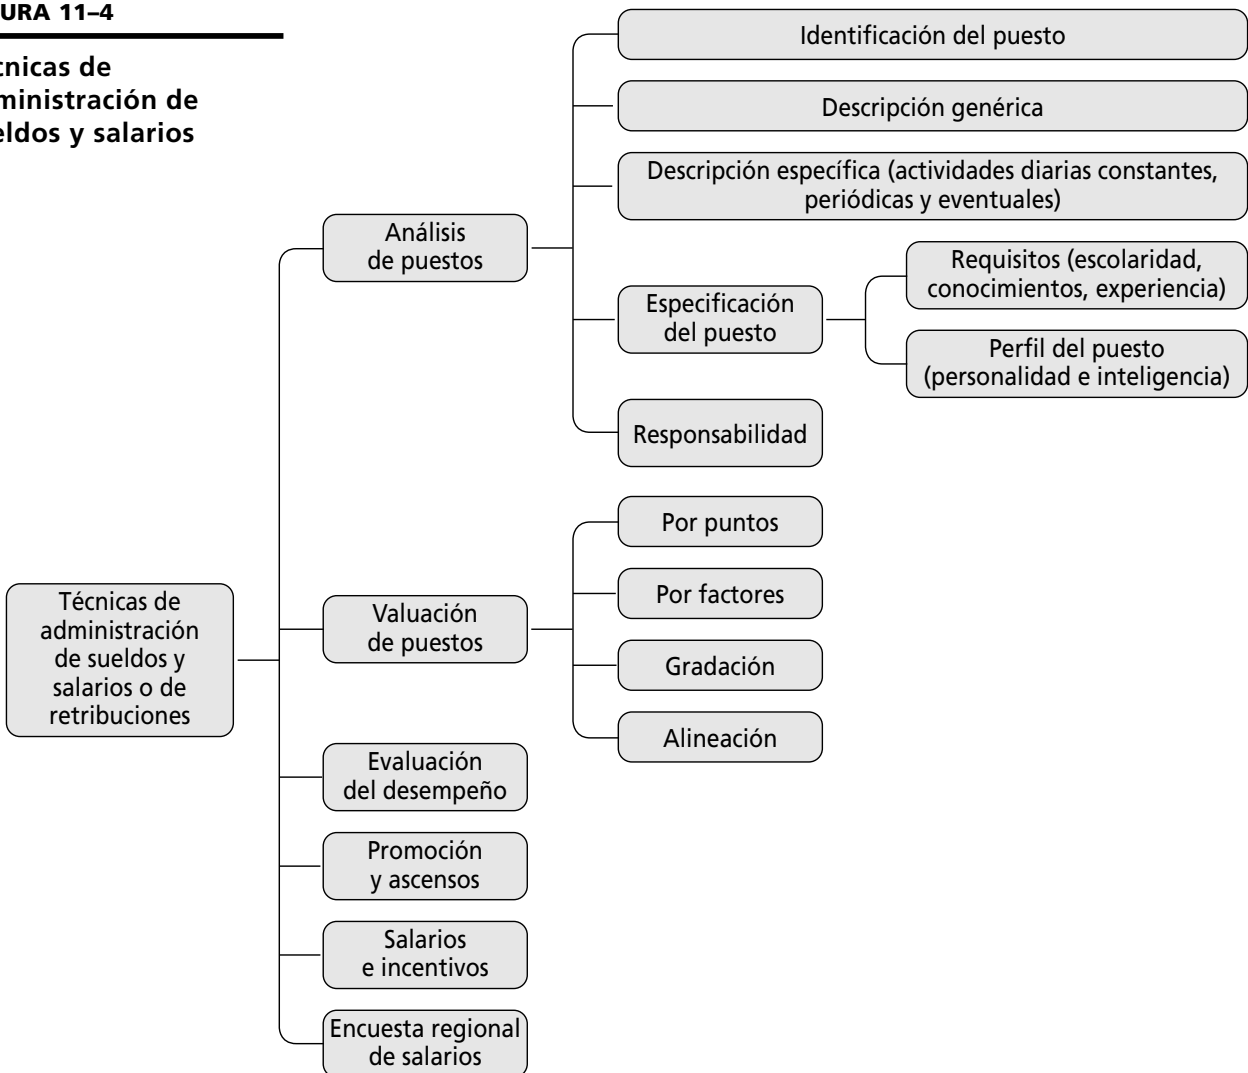 URA 11–4
cnicas de
ministración de
eldos y salarios
Identificación del puesto
Descripción genérica
Descripción específica (actividades diarias constantes,
periódicas y eventuales)
Análisis
de puestos
Requisitos (escolaridad,
conocimientos, experiencia)
Especificación
del puesto
Perfil del puesto
(personalidad e inteligencia)
Responsabilidad
Por puntos
Por factores
Técnicas de
administración
de sueldos y
salarios o de
retribuciones
Valuación
de puestos
Gradación
Alineación
Evaluación
del desempeño
Promoción
y ascensos
Salarios
e incentivos
Encuesta regional
de salarios